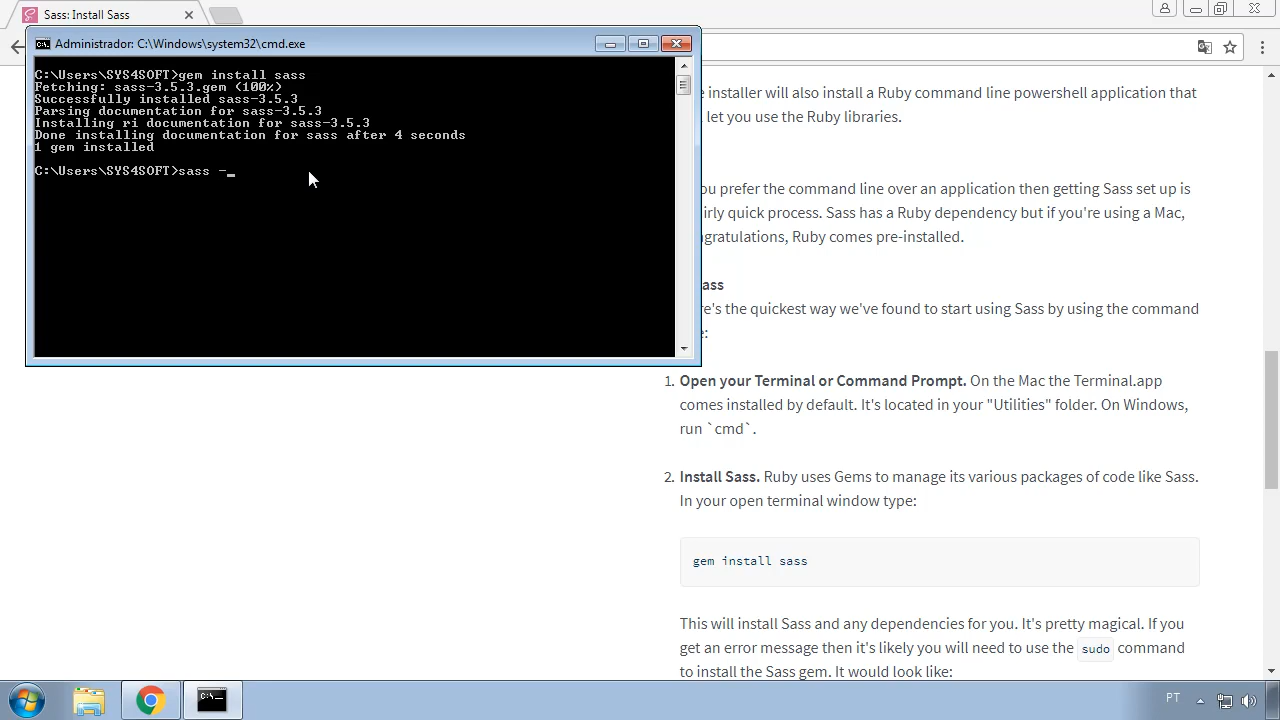 Sass: Install Sass
Administrador: C:\Windows\system32\cmd.exe
C:\Users\SYS4SOFT>gem install sass
Fetching: sass-3.5.3.gem (100%)
Successfully installed sass-3.5.3
Parsing documentation for sass-3.5.3
Installing ri documentation for sass-3.5.3
Done installing documentation for sass after 4 seconds
1 gem installed
C:\Users\SYS4SOFT>sass -_
e installer will also install a Ruby command line powershell application that
let you use the Ruby libraries.
ou prefer the command line over an application then getting Sass set up is
irly quick process. Sass has a Ruby dependency but if you're using a Mac,
ngratulations, Ruby comes pre-installed.
ass
re's the quickest way we've found to start using Sass by using the command
e:
1. Open your Terminal or Command Prompt. On the Mac the Terminal.app
comes installed by default. It's located in your "Utilities" folder. On Windows,
run `cmd`.
2. Install Sass. Ruby uses Gems to manage its various packages of code like Sass.
In your open terminal window type:
gem install sass
This will install Sass and any dependencies for you. It's pretty magical. If you
get an error message then it's likely you will need to use the sudo command
to install the Sass gem. It would look like:
PT